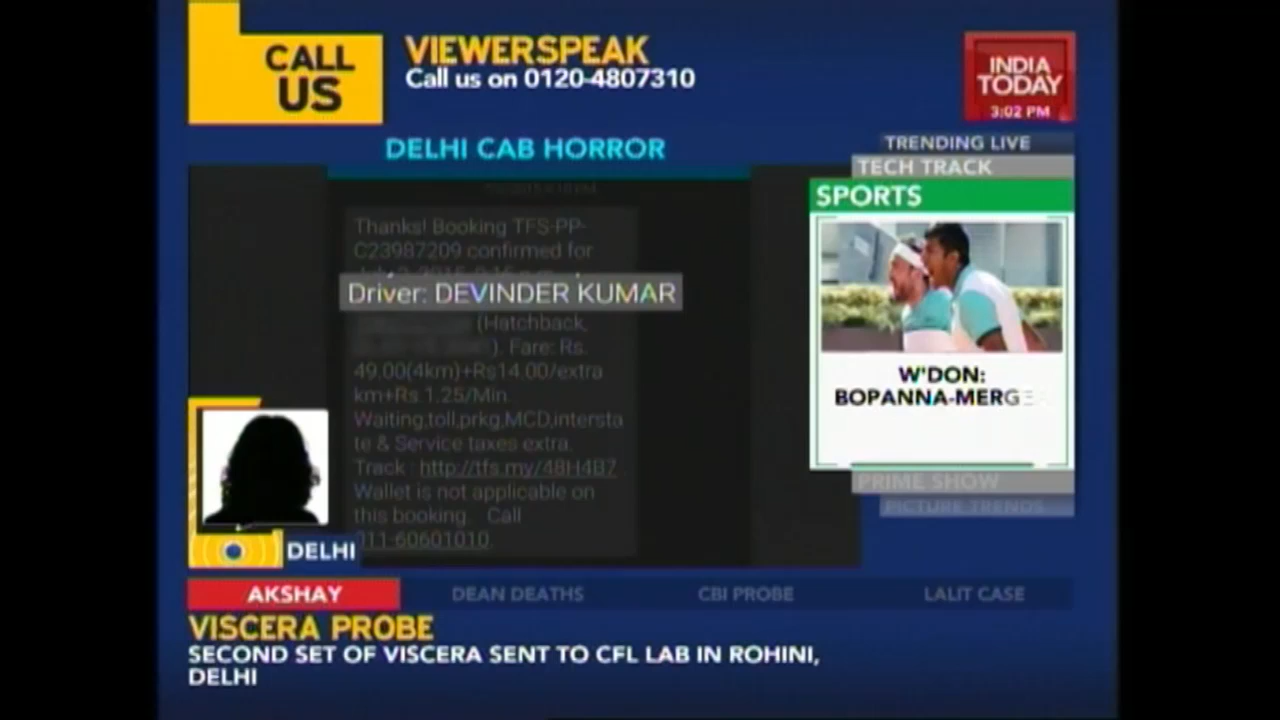 CALL
US
VIEWERSPEAK
Call us on 0120-4807310
INDIA
TODAY
3:02 PM
DELHI CAB HORROR
TRENDING LIVE
TECH TRACK
SPORTS
Thanks! Booking TFS-PP-
C23987209 confirmed for
Driver: DEVINDER KUMAR
(Hatchback,
). Fare: Rs.
49.00(4km)+Rs14.00/extra
km+Rs.1.25/Min
Waiting,toll,prkg,MCD,intersta
te & Service taxes extra.
Track : http://tfs.my/48H4B7
Wallet is not applicable on
this booking. Call
011-60601010
W'DON:
BOPANNA-MERGE
PRIME SHOW
PICTURE TRENDS
DELHI
AKSHAY
DEAN DEATHS
CBI PROBE
LALIT CASE
VISCERA PROBE
SECOND SET OF VISCERA SENT TO CFL LAB IN ROHINI,
DELHI